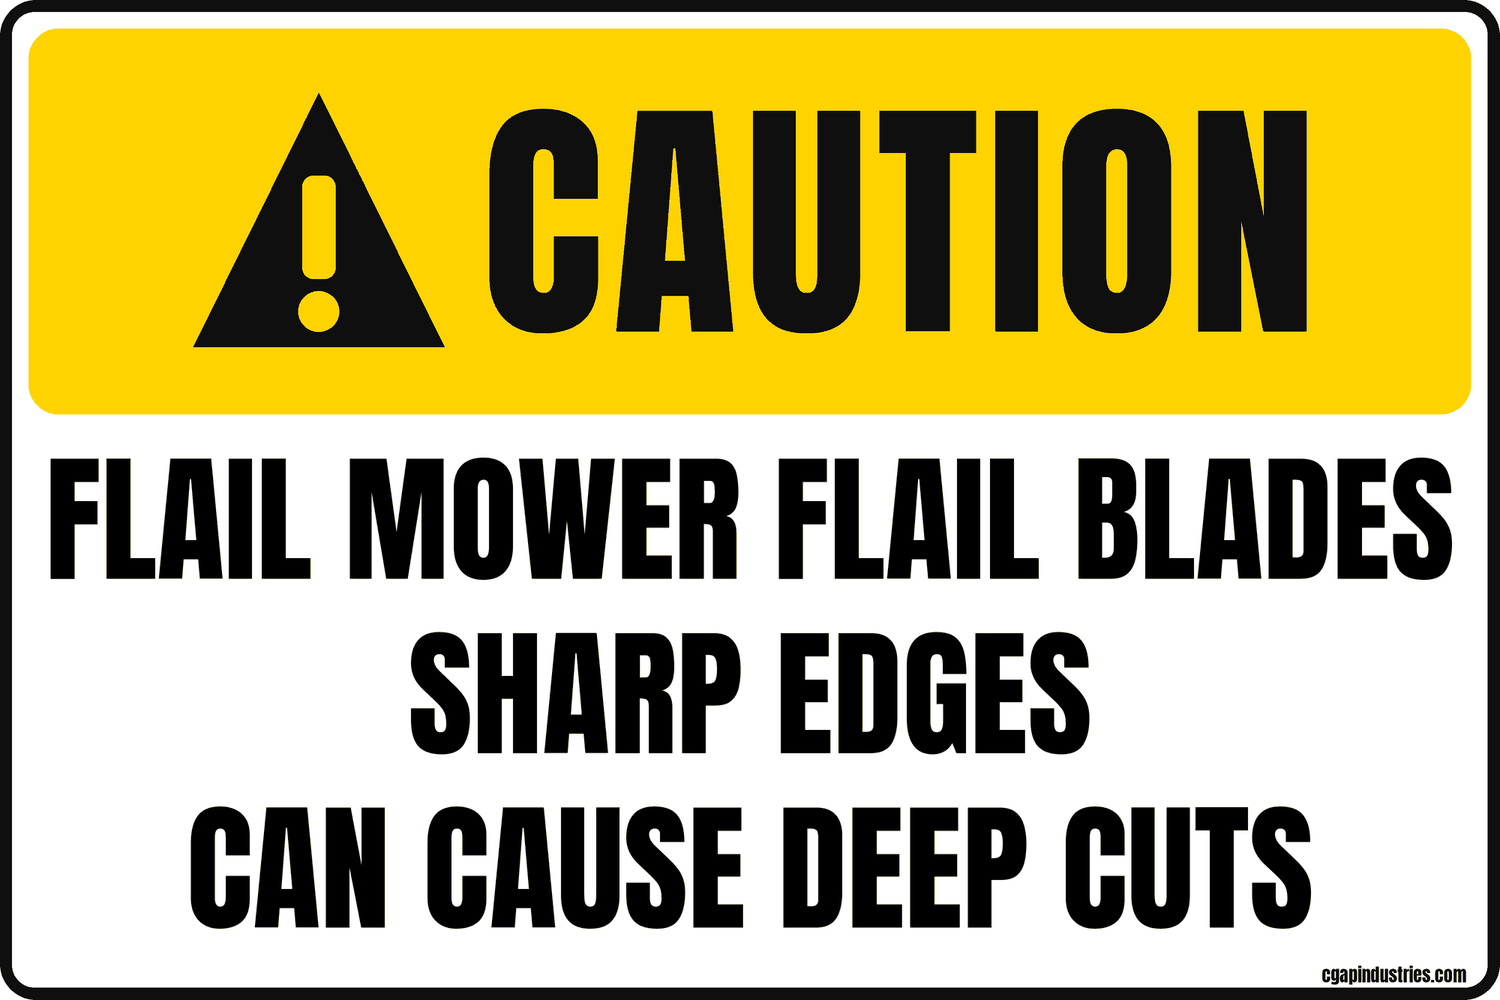 CAUTION
FLAIL MOWER FLAIL BLADES
SHARP EDGES
CAN CAUSE DEEP CUTS
cgapindustries.com